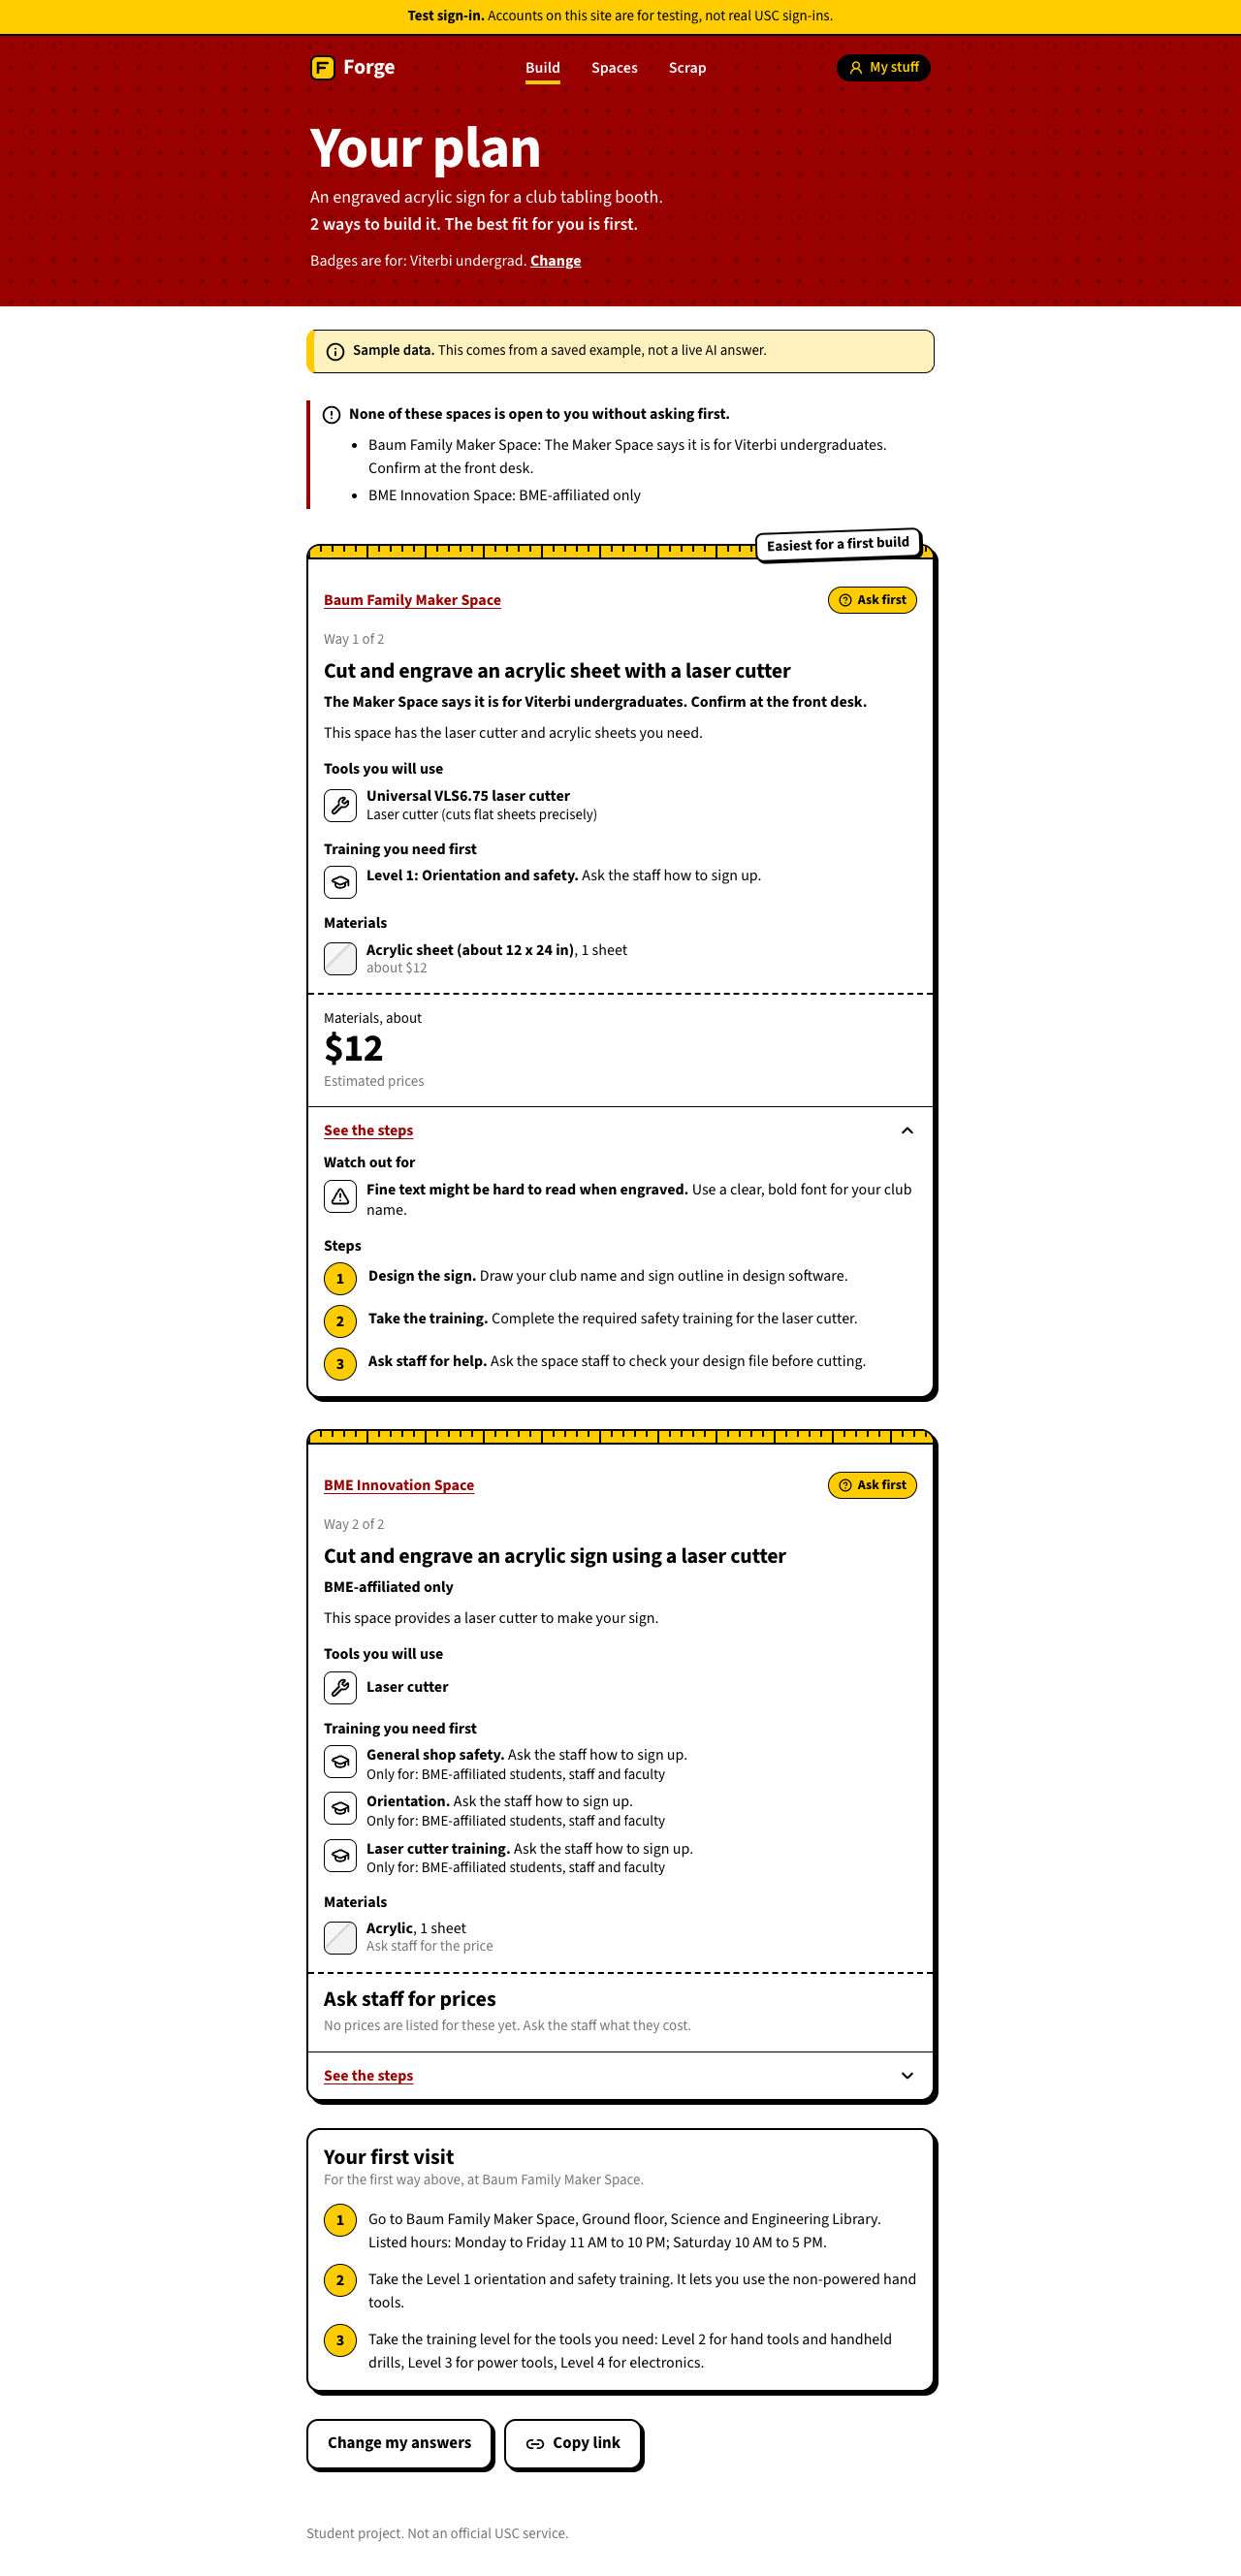 Test sign-in. Accounts on this site are for testing, not real USC sign-ins.
F Forge
Build Spaces Scrap
My stuff
Your plan
An engraved acrylic sign for a club tabling booth.
2 ways to build it. The best fit for you is first.
Badges are for: Viterbi undergrad. Change
Sample data. This comes from a saved example, not a live AI answer.
None of these spaces is open to you without asking first.
• Baum Family Maker Space: The Maker Space says it is for Viterbi undergraduates.
Confirm at the front desk.
• BME Innovation Space: BME-affiliated only
Easiest for a first build
Baum Family Maker Space
Ask first
Way 1 of 2
Cut and engrave an acrylic sheet with a laser cutter
The Maker Space says it is for Viterbi undergraduates. Confirm at the front desk.
This space has the laser cutter and acrylic sheets you need.
Tools you will use
Universal VLS6.75 laser cutter
Laser cutter (cuts flat sheets precisely)
Training you need first
Level 1: Orientation and safety. Ask the staff how to sign up.
Materials
Acrylic sheet (about 12 x 24 in), 1 sheet
about $12
Materials, about
$12
Estimated prices
See the steps
Watch out for
Fine text might be hard to read when engraved. Use a clear, bold font for your club
name.
Steps
1 Design the sign. Draw your club name and sign outline in design software.
2 Take the training. Complete the required safety training for the laser cutter.
3 Ask staff for help. Ask the space staff to check your design file before cutting.
BME Innovation Space
Ask first
Way 2 of 2
Cut and engrave an acrylic sign using a laser cutter
BME-affiliated only
This space provides a laser cutter to make your sign.
Tools you will use
Laser cutter
Training you need first
General shop safety. Ask the staff how to sign up.
Only for: BME-affiliated students, staff and faculty
Orientation. Ask the staff how to sign up.
Only for: BME-affiliated students, staff and faculty
Laser cutter training. Ask the staff how to sign up.
Only for: BME-affiliated students, staff and faculty
Materials
Acrylic, 1 sheet
Ask staff for the price
Ask staff for prices
No prices are listed for these yet. Ask the staff what they cost.
See the steps
Your first visit
For the first way above, at Baum Family Maker Space.
1 Go to Baum Family Maker Space, Ground floor, Science and Engineering Library.
Listed hours: Monday to Friday 11 AM to 10 PM; Saturday 10 AM to 5 PM.
2 Take the Level 1 orientation and safety training. It lets you use the non-powered hand
tools.
3 Take the training level for the tools you need: Level 2 for hand tools and handheld
drills, Level 3 for power tools, Level 4 for electronics.
Change my answers
Copy link
Student project. Not an official USC service.